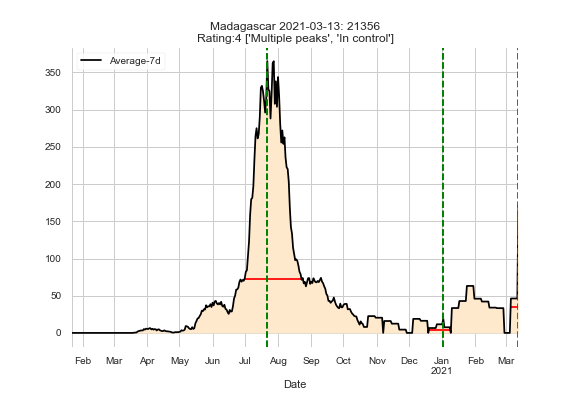 Madagascar 2021-03-13: 21356
Rating:4 ['Multiple peaks', 'In control']
Average-7d
350
300
250
200
150
100
50
0
Feb Mar Apr May Jun Jul Aug Sep Oct Nov Dec Jan Feb Mar
2021
Date